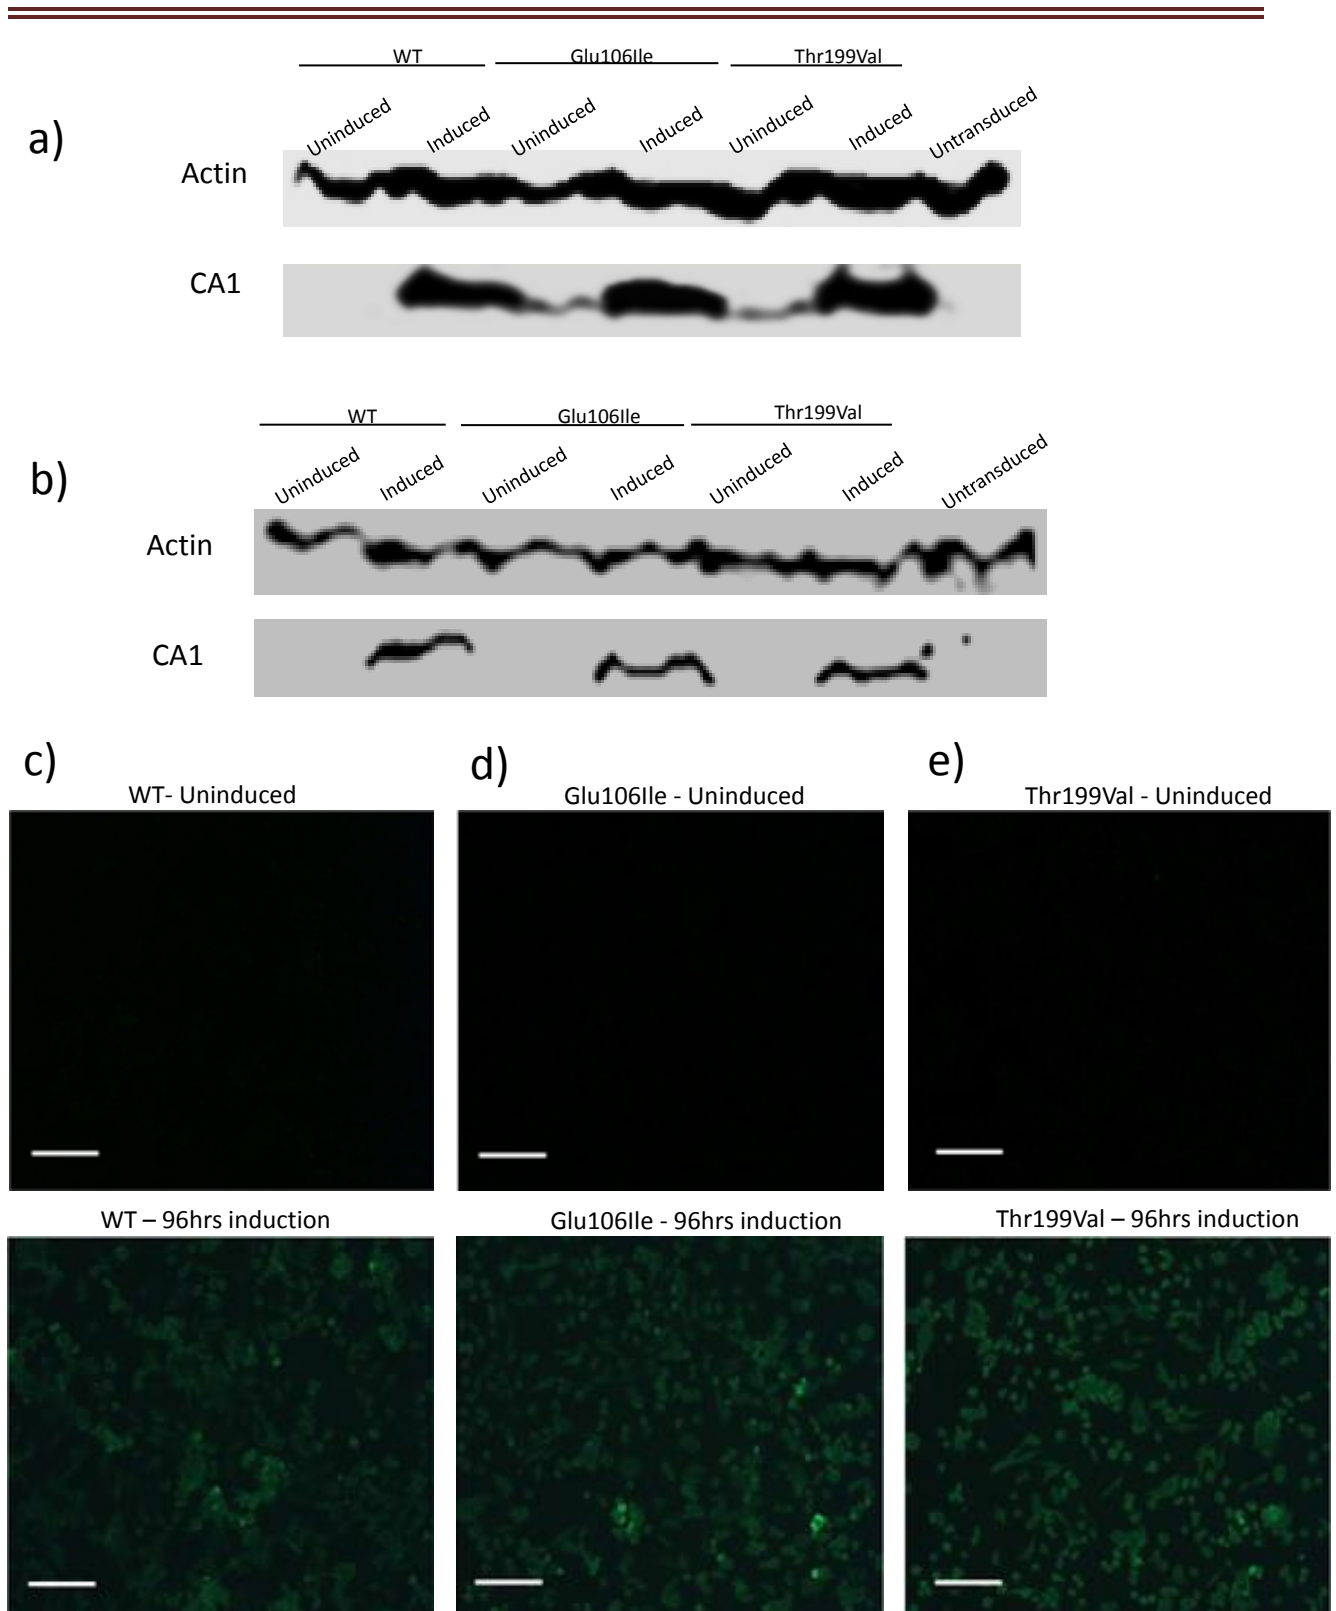 WT Glu106Ile Thr199Val
a)
Uninduced Induced Uninduced Induced Uninduced Induced Untransduced
Actin
CA1
WT Glu106Ile Thr199Val
b)
Uninduced Induced Uninduced Induced Uninduced Induced Untransduced
Actin
CA1
c) d) e)
WT- Uninduced Glu106Ile - Uninduced Thr199Val - Uninduced
WT – 96hrs induction Glu106Ile - 96hrs induction Thr199Val – 96hrs induction